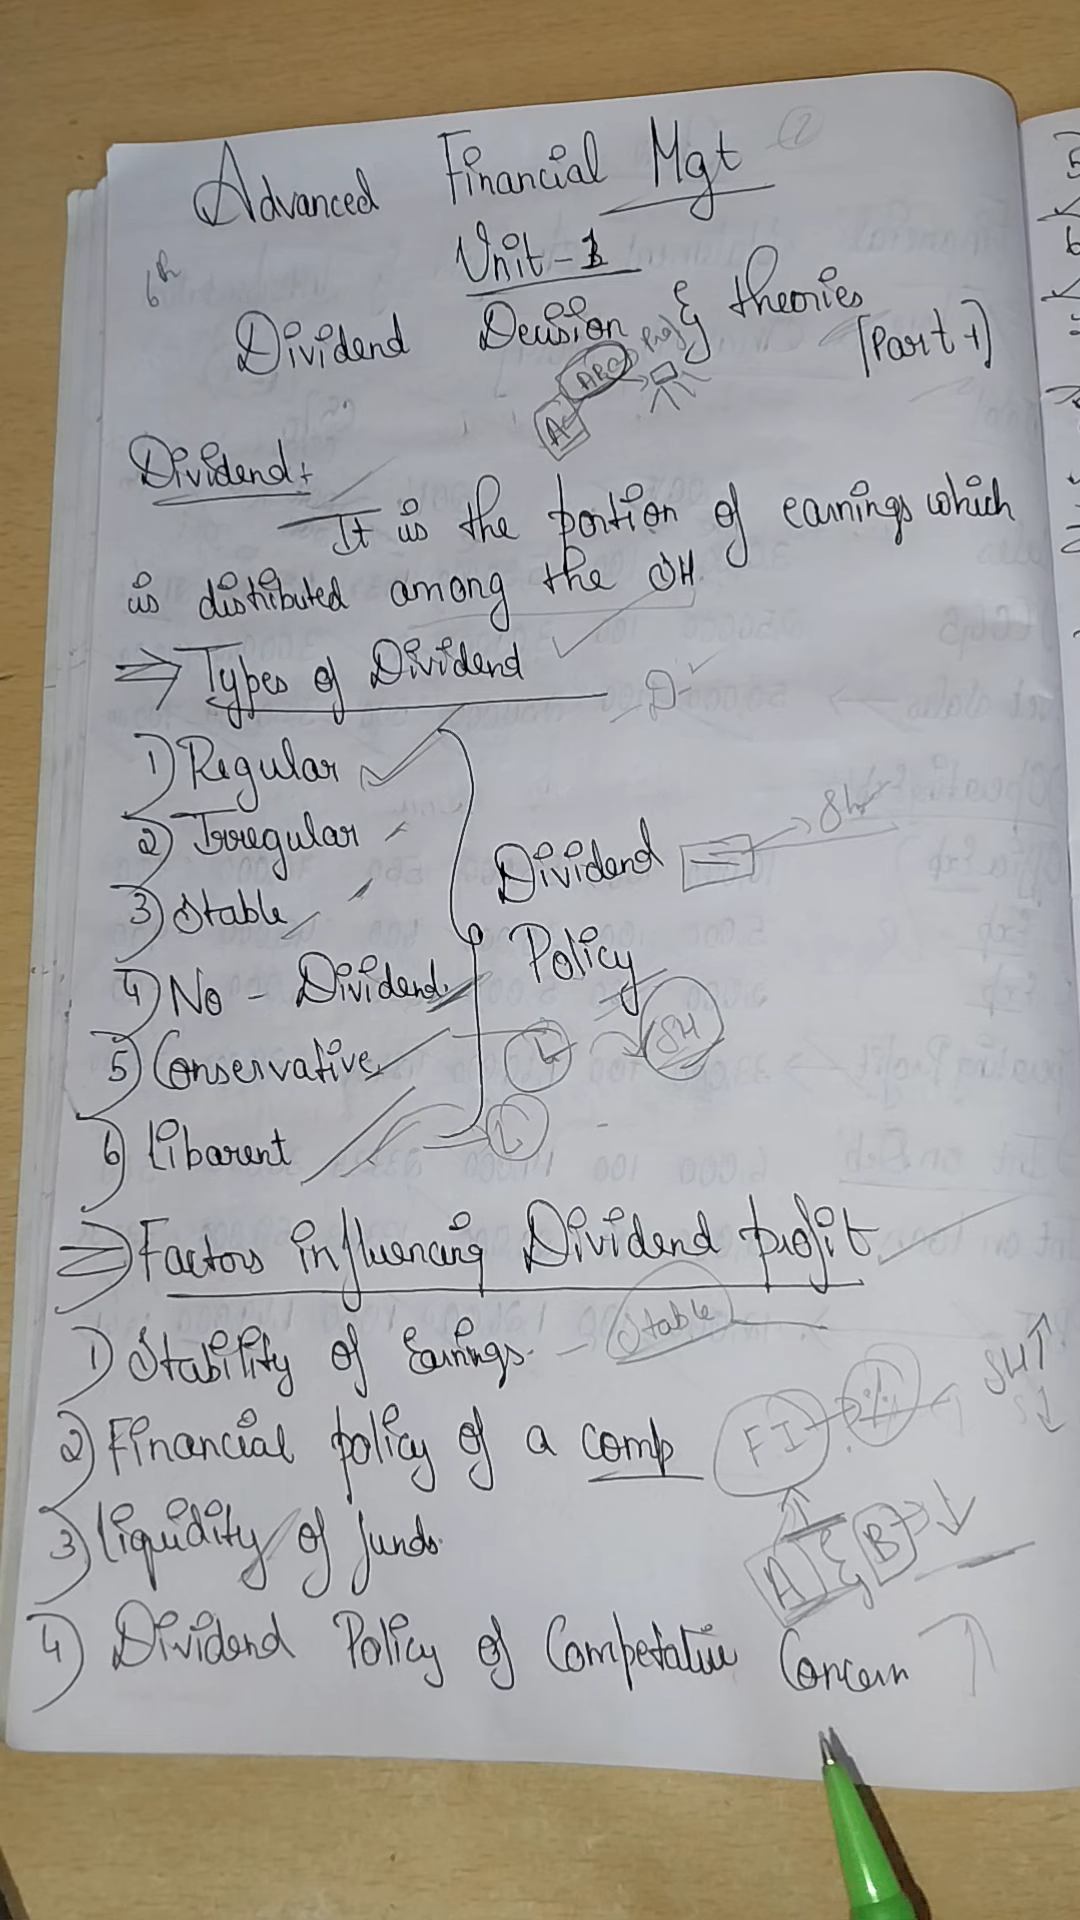 Advanced Financial Mgt
Unit-1
6th
Dividend Decision & theories
[Part 1]
ABC
A
Dividend:
It is the portion of earnings which
is distributed among the SH.
=> Types of Dividend
D
1) Regular
2) Irregular
3) Stable
4) No - Dividend
5) Conservative
6) Libarent
Dividend
Policy
SH
L
L
=> Factors influencing Dividend profit
1) Stability of Earnings - Stable
2) Financial policy of a comp
FI % SH↑
S↓
3) liquidity of funds.
A & B ↓
4) Dividend Policy of Competative Concern